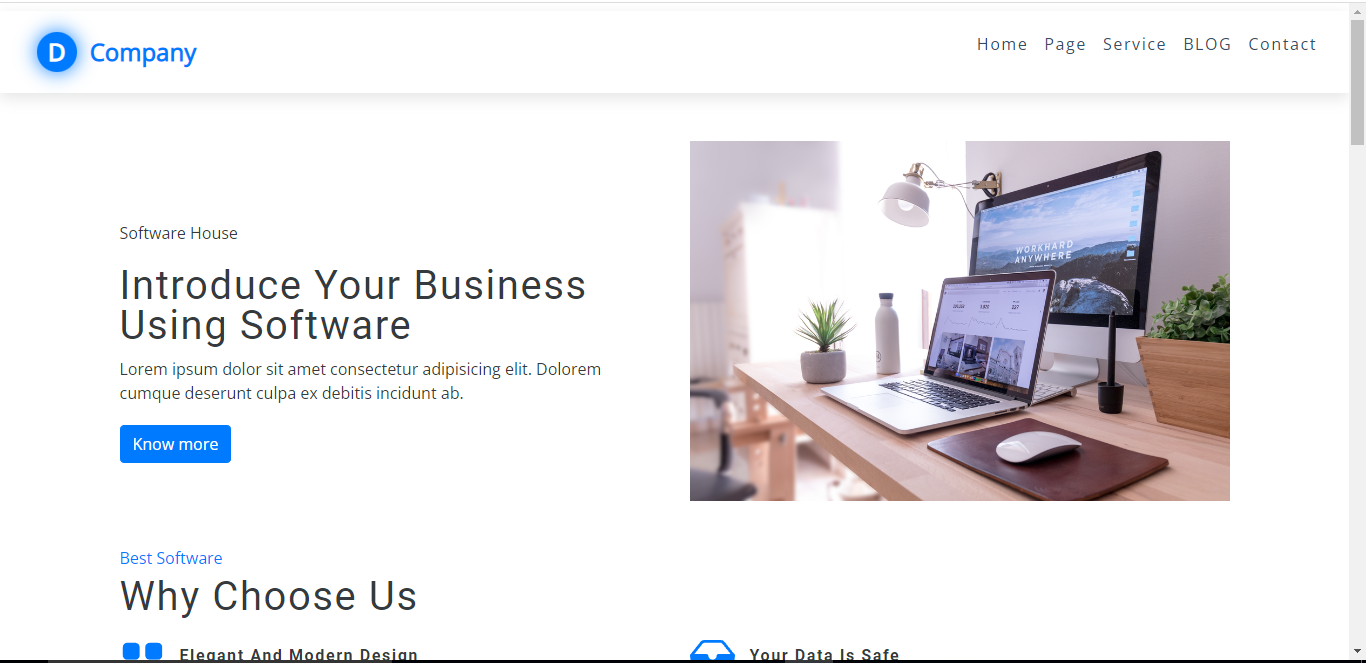 D Company
Home Page Service BLOG Contact
Software House
Introduce Your Business
Using Software
Lorem ipsum dolor sit amet consectetur adipisicing elit. Dolorem
cumque deserunt culpa ex debitis incidunt ab.
Know more
WORKHARD
ANYWHERE
Best Software
Why Choose Us
Elegant And Modern Design
Your Data Is Safe